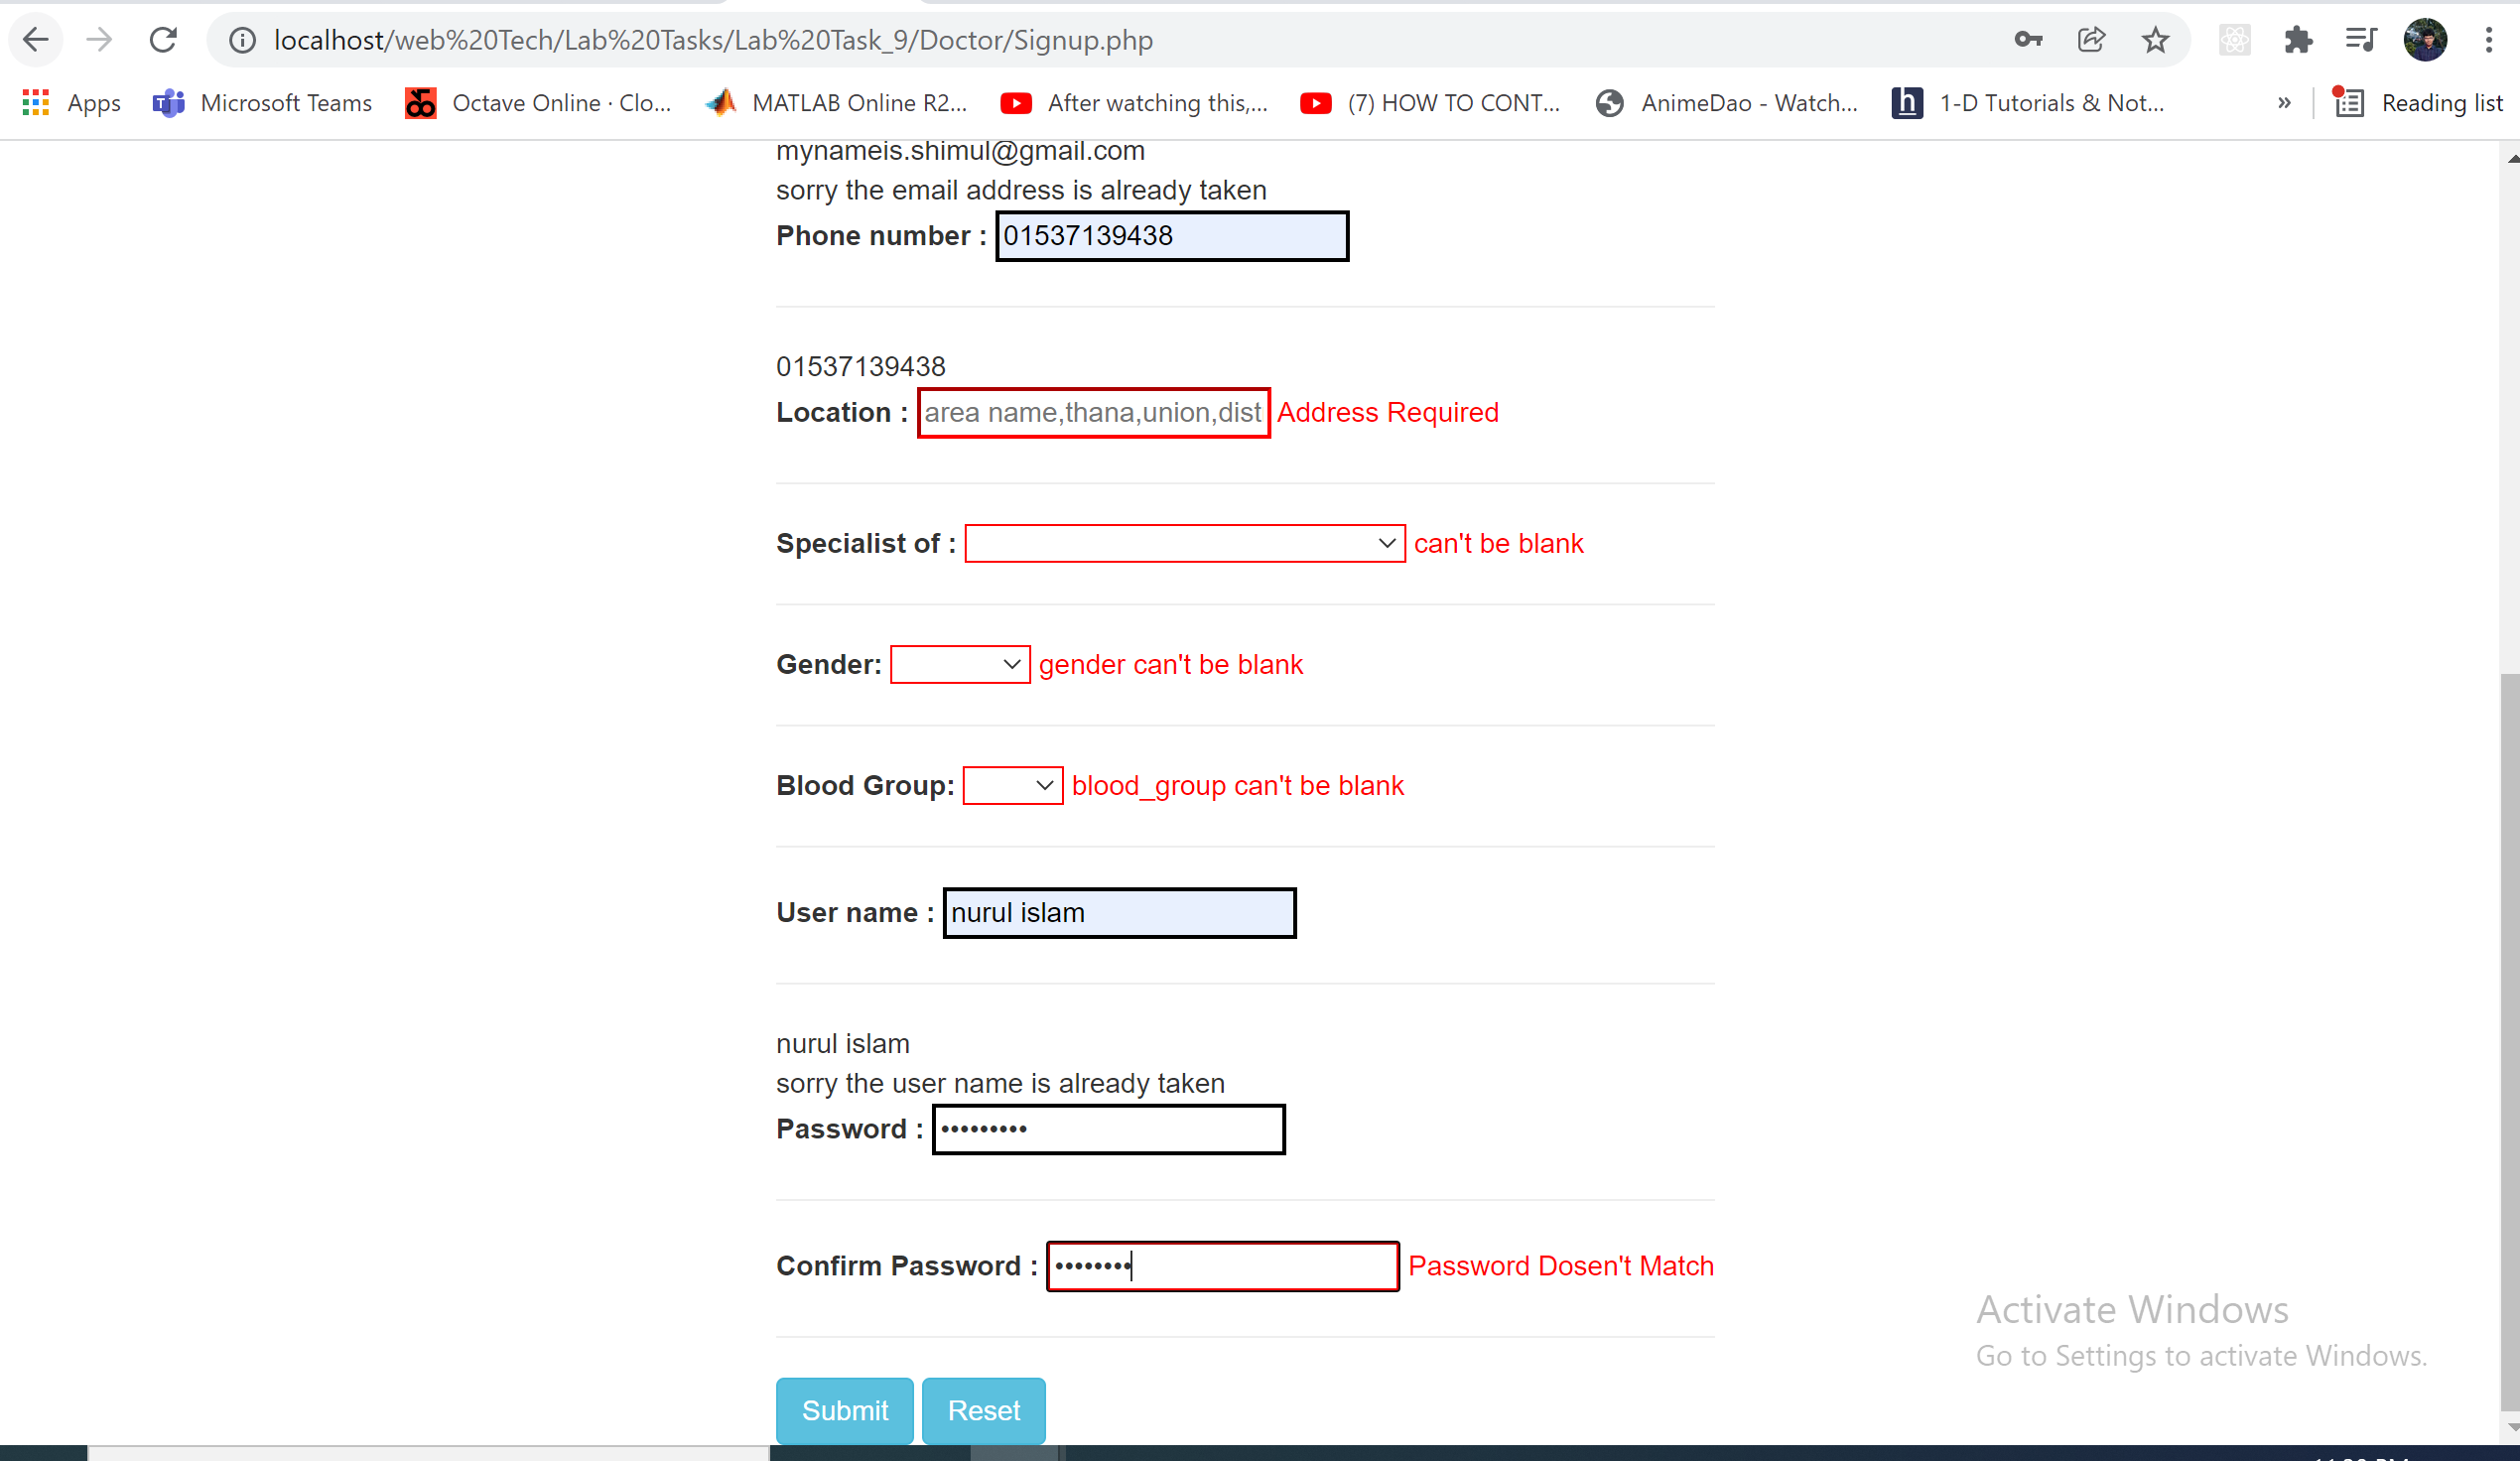 localhost/web%20Tech/Lab%20Tasks/Lab%20Task_9/Doctor/Signup.php
Apps Microsoft Teams Octave Online · Clo... MATLAB Online R2... After watching this,... (7) HOW TO CONT... AnimeDao - Watch... 1-D Tutorials & Not... » Reading list
mynameis.shimul@gmail.com
sorry the email address is already taken
Phone number : 01537139438
01537139438
Location : area name,thana,union,dist Address Required
Specialist of : can't be blank
Gender: gender can't be blank
Blood Group: blood_group can't be blank
User name : nurul islam
nurul islam
sorry the user name is already taken
Password : •••••••••
Confirm Password : •••••••• Password Dosen't Match
Activate Windows
Go to Settings to activate Windows.
Submit Reset